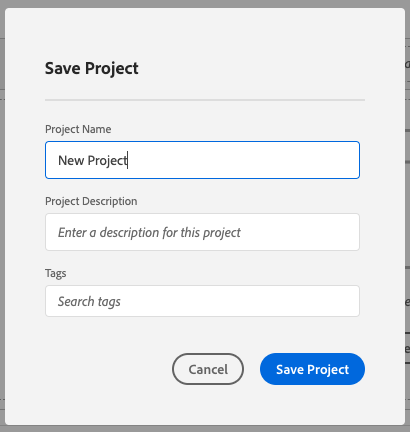 Save Project
Project Name
New Project
Project Description
Enter a description for this project
Tags
Search tags
Cancel
Save Project